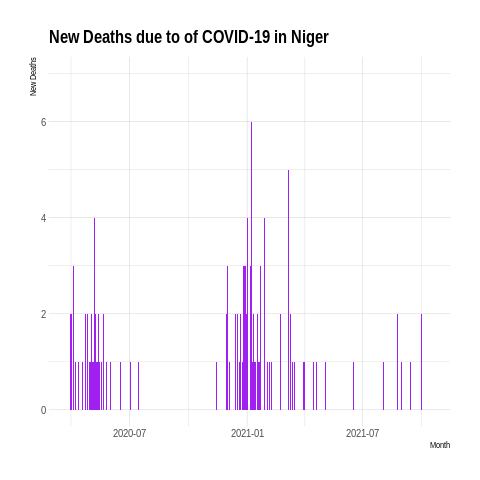 New Deaths due to of COVID-19 in Niger
New Deaths
6
4
2
0
2020-07
2021-01
2021-07
Month